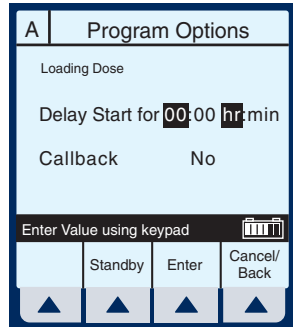 A Program Options
Loading Dose
Delay Start for 00:00 hr:min
Callback No
Enter Value using keypad
Standby Enter Cancel/
Back